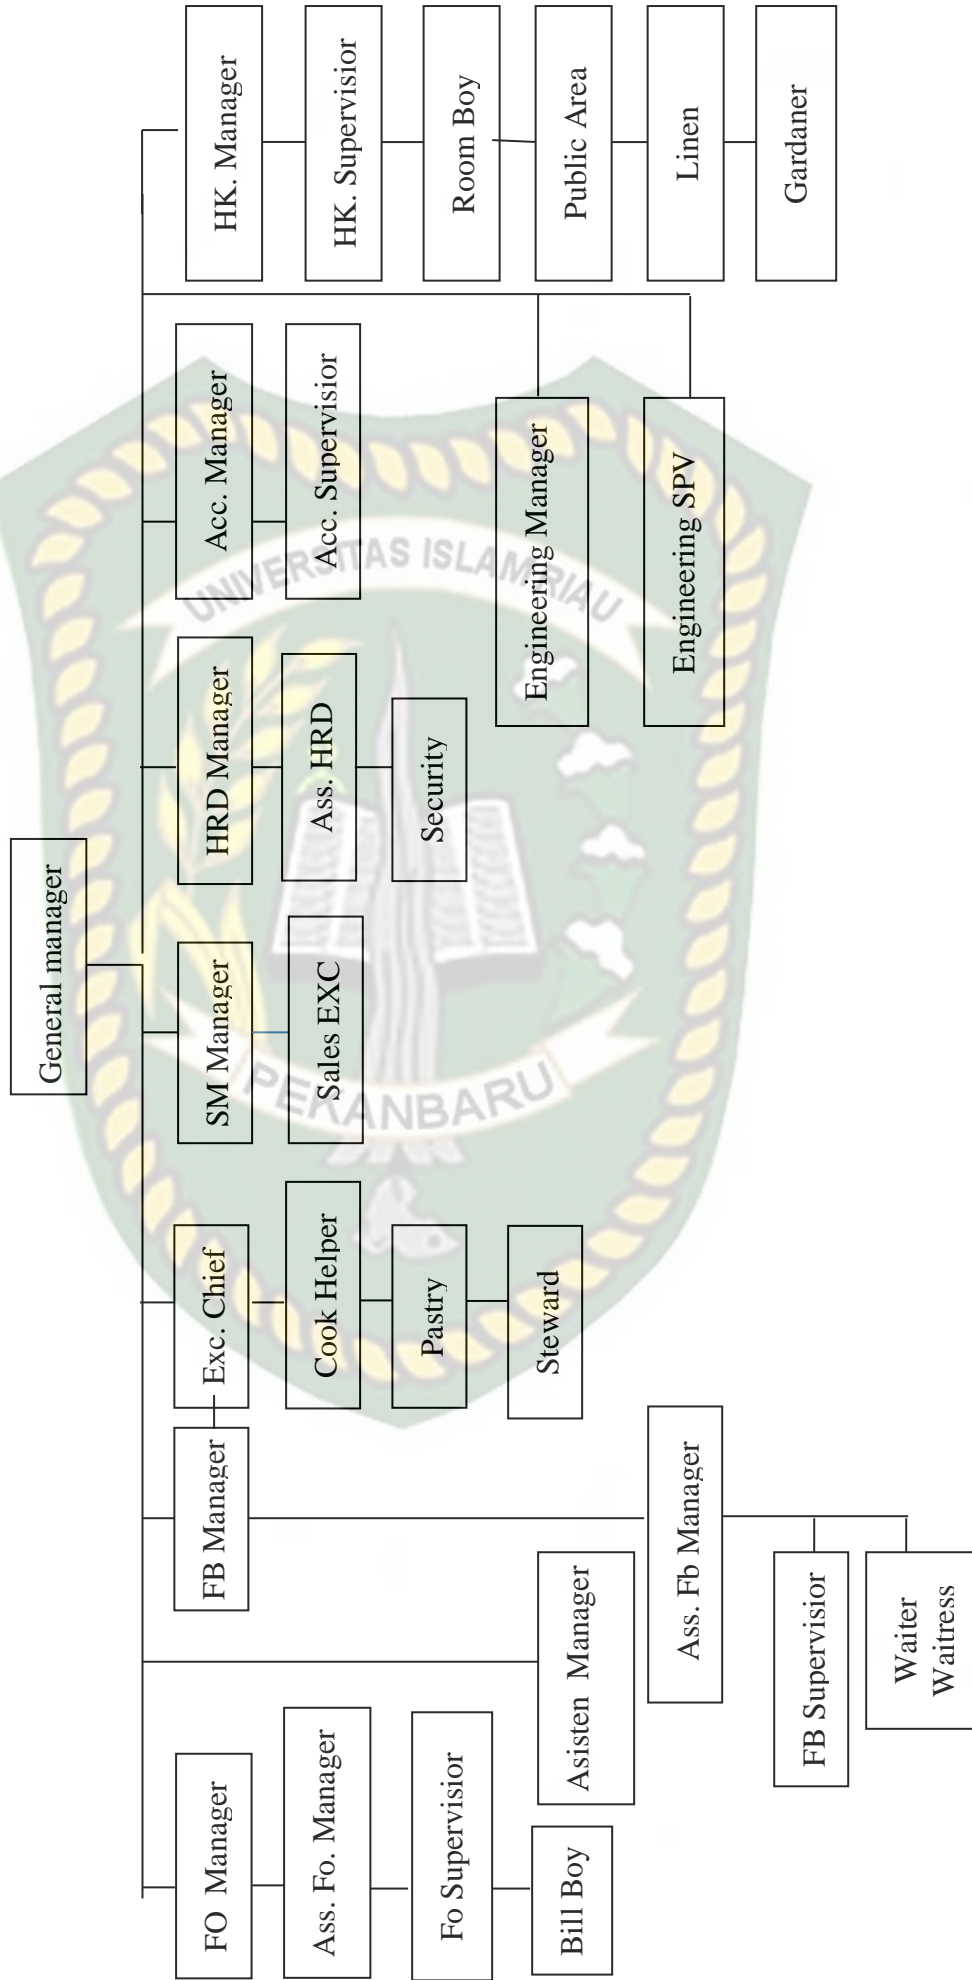 General manager
FO Manager
Ass. Fo. Manager
Fo Supervisior
Bill Boy
Asisten Manager
FB Manager
Ass. Fb Manager
FB Supervisior
Waiter
Waitress
Exc. Chief
Cook Helper
Pastry
Steward
SM Manager
Sales EXC
HRD Manager
Ass. HRD
Security
Acc. Manager
Acc. Supervisior
Engineering Manager
Engineering SPV
HK. Manager
HK. Supervisior
Room Boy
Public Area
Linen
Gardaner
UNIVERSITAS ISLAM RIAU
PEKANBARU